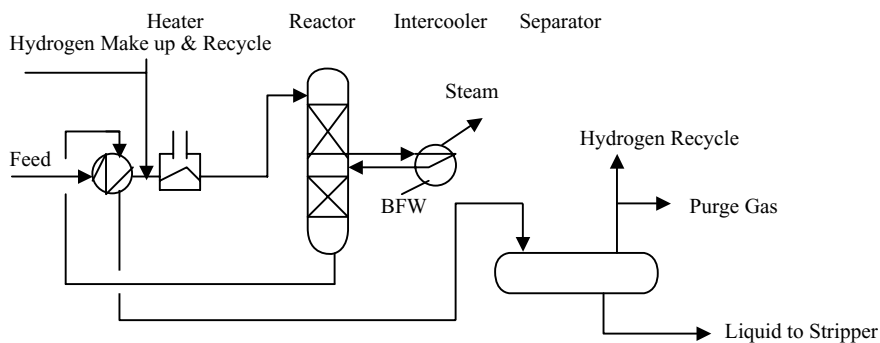 Heater Reactor Intercooler Separator
Hydrogen Make up & Recycle
Steam
Hydrogen Recycle
Feed
BFW
Purge Gas
Liquid to Stripper